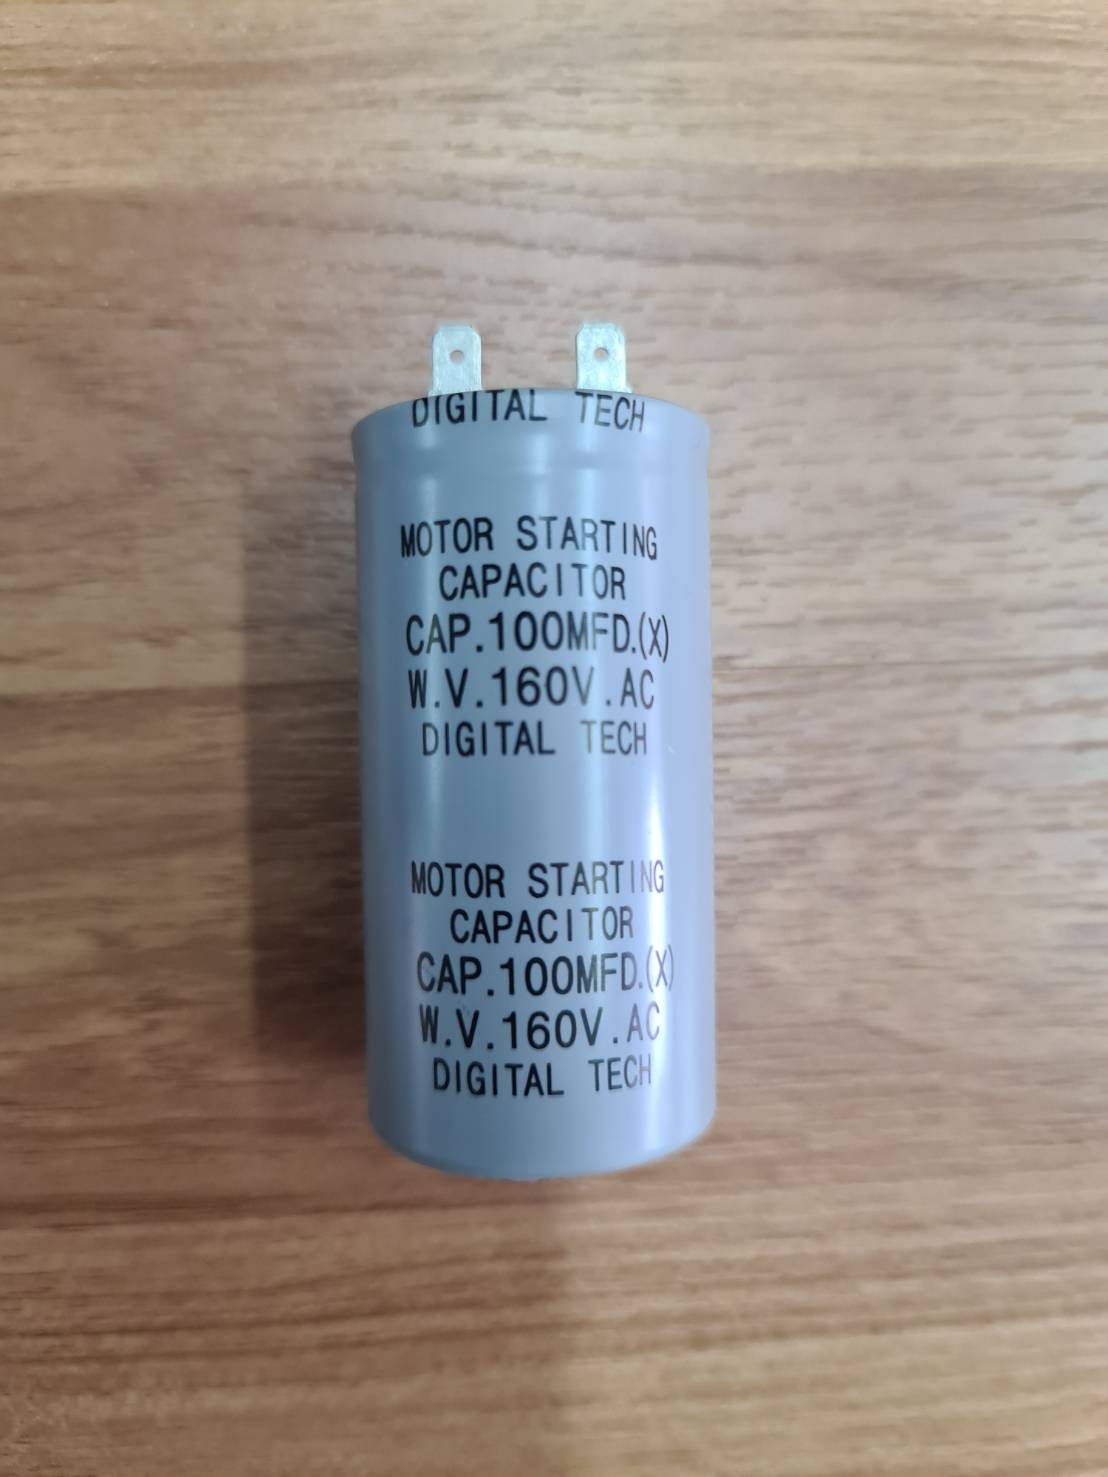 DIGITAL TECH
MOTOR STARTING
CAPACITOR
CAP.100MFD.(X)
W.V.160V.AC
DIGITAL TECH
MOTOR STARTING
CAPACITOR
CAP.100MFD.(X)
W.V.160V.AC
DIGITAL TECH